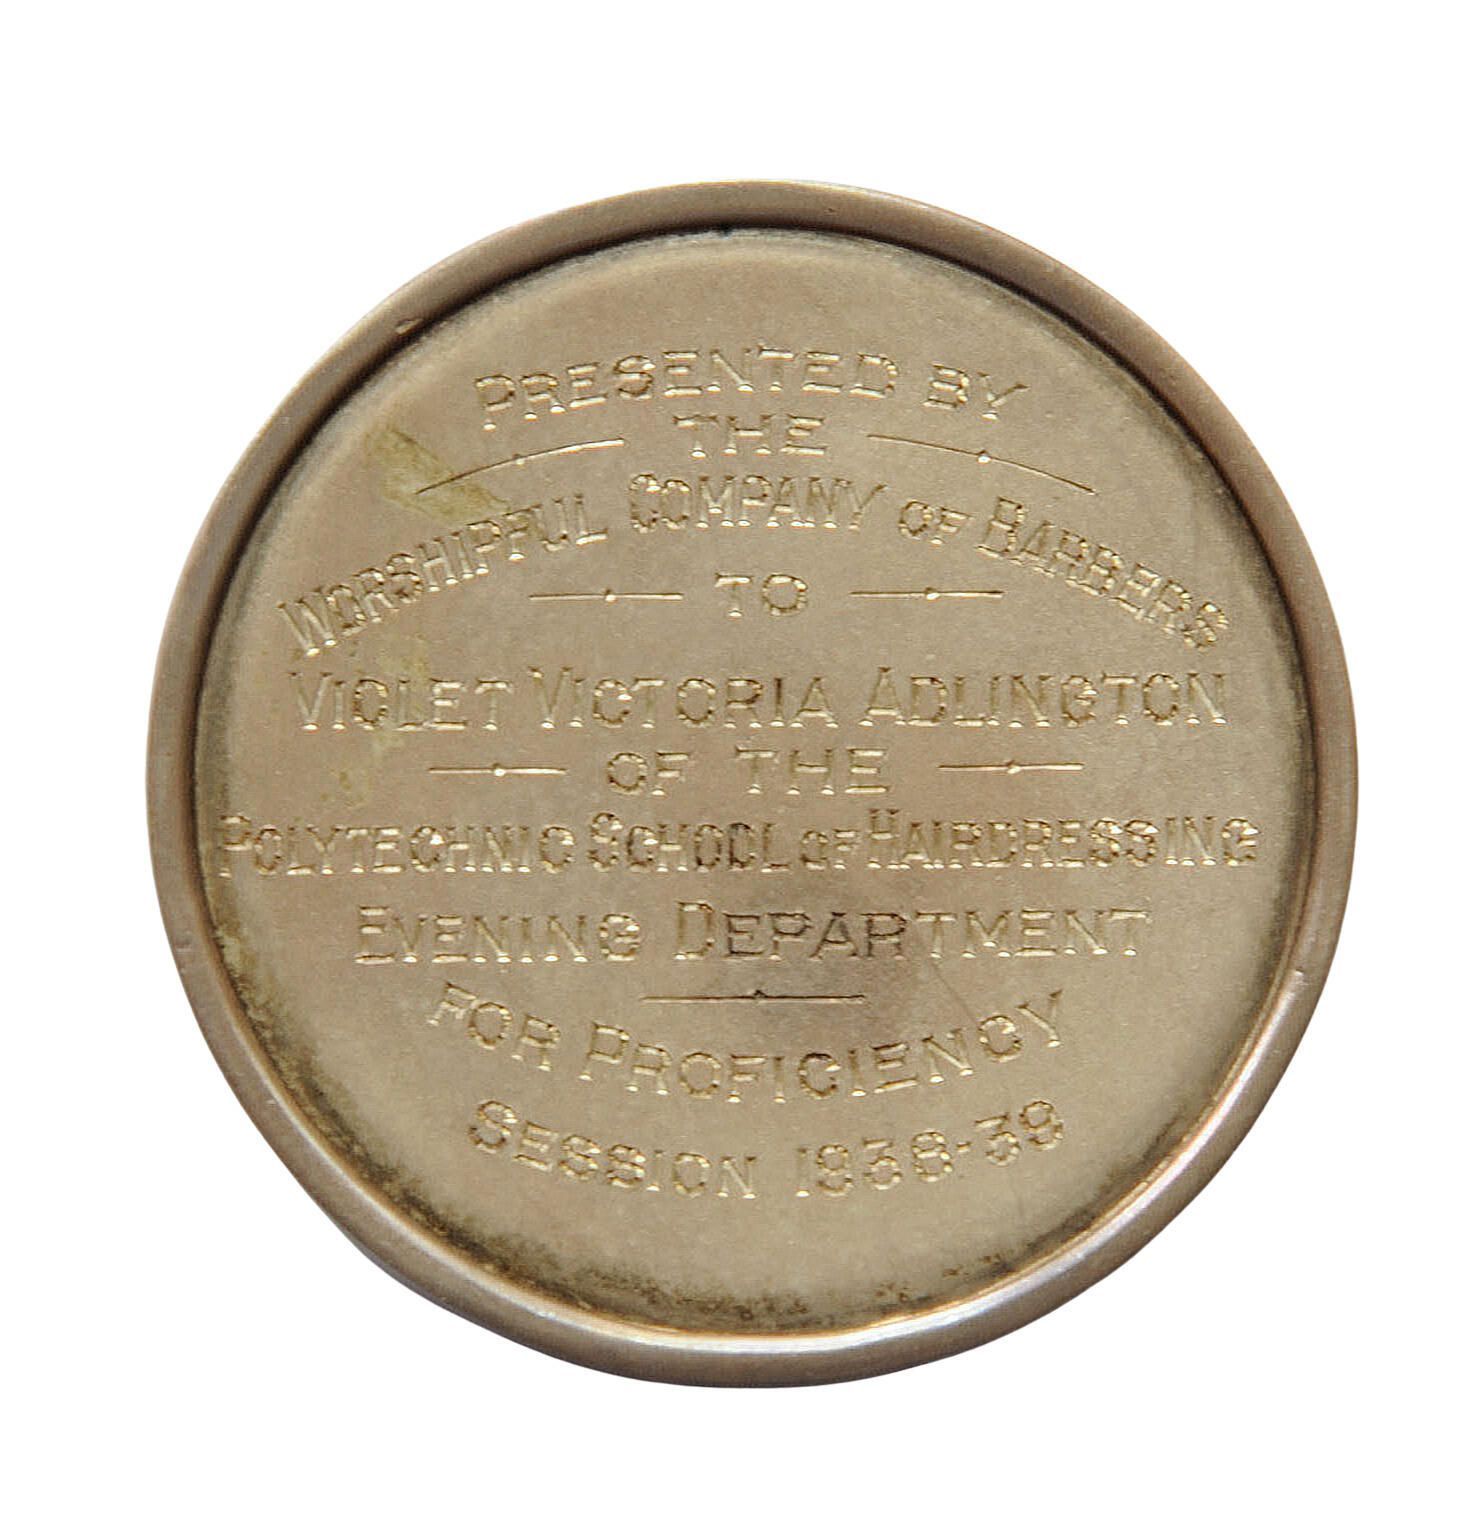 PRESENTED BY
THE
WORSHIPFUL COMPANY OF BARBERS
TO
VIOLET VICTORIA ADLINGTON
OF THE
POLYTECHNIC SCHOOL OF HAIRDRESSING
EVENING DEPARTMENT
FOR PROFICIENCY
SESSION 1938-39